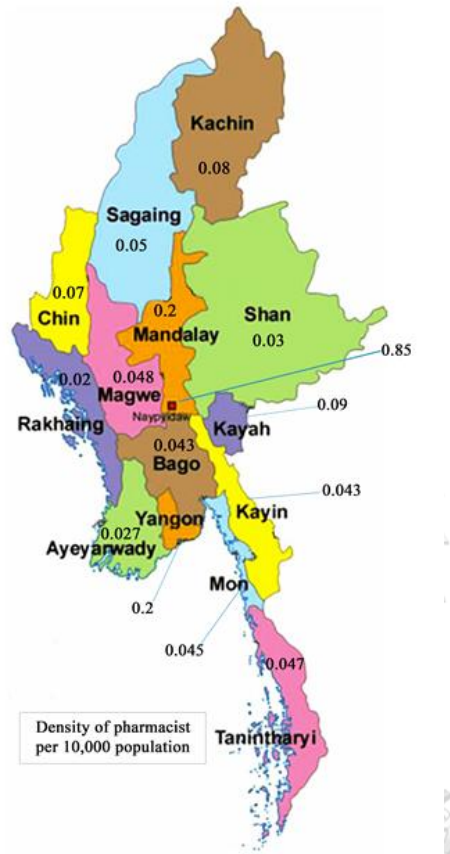 Kachin
0.08
Sagaing
0.05
0.07
Chin
0.2
Mandalay
Shan
0.03
0.85
0.02
0.048
Magwe
Rakhaing
Naypyidaw
0.09
Kayah
0.043
Bago
0.043
Kayin
Yangon
0.027
Ayeyarwady
Mon
0.2
0.045
0.047
Density of pharmacist
per 10,000 population
Tanintharyi